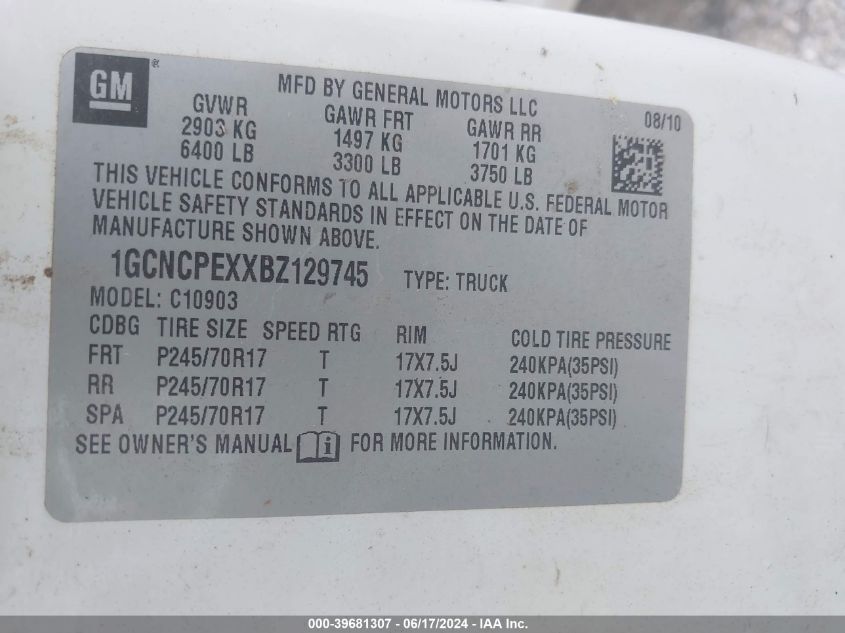 GM®
MFD BY GENERAL MOTORS LLC
08/10
GVWR GAWR FRT GAWR RR
2903 KG 1497 KG 1701 KG
6400 LB 3300 LB 3750 LB
THIS VEHICLE CONFORMS TO ALL APPLICABLE U.S. FEDERAL MOTOR
VEHICLE SAFETY STANDARDS IN EFFECT ON THE DATE OF
MANUFACTURE SHOWN ABOVE.
1GCNCPEXXBZ129745 TYPE: TRUCK
MODEL: C10903
CDBG TIRE SIZE SPEED RTG RIM COLD TIRE PRESSURE
FRT P245/70R17 T 17X7.5J 240KPA(35PSI)
RR P245/70R17 T 17X7.5J 240KPA(35PSI)
SPA P245/70R17 T 17X7.5J 240KPA(35PSI)
SEE OWNER'S MANUAL i FOR MORE INFORMATION.
000-39681307 - 06/17/2024 - IAA Inc.